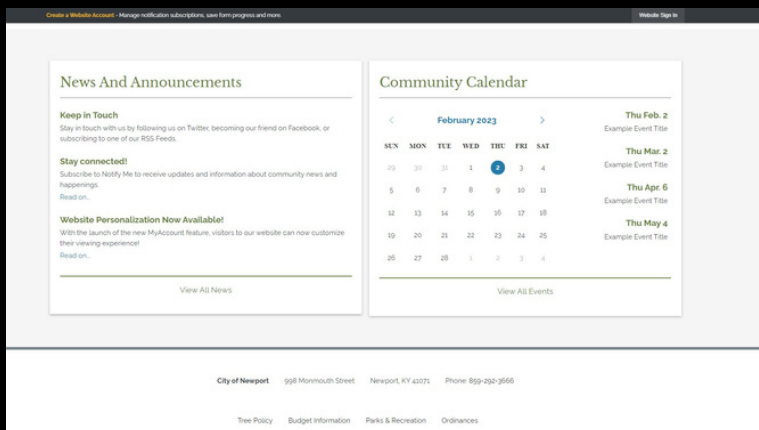 Create a Website Account - Manage notification subscriptions, save form progress and more.
Website Sign In
News And Announcements
Keep in Touch
Stay in touch with us by following us on Twitter, becoming our friend on Facebook, or
subscribing to one of our RSS Feeds.
Stay connected!
Subscribe to Notify Me to receive updates and information about community news and
happenings.
Read on...
Website Personalization Now Available!
With the launch of the new MyAccount feature, visitors to our website can now customize
their viewing experience!
Read on...
View All News
Community Calendar
< February 2023 >
SUN MON TUE WED THU FRI SAT
29 30 31 1 2 3 4
5 6 7 8 9 10 11
12 13 14 15 16 17 18
19 20 21 22 23 24 25
26 27 28 1 2 3 4
Thu Feb. 2
Example Event Title
Thu Mar. 2
Example Event Title
Thu Apr. 6
Example Event Title
Thu May 4
Example Event Title
View All Events
City of Newport 998 Monmouth Street Newport, KY 41071 Phone: 859-292-3666
Tree Policy Budget Information Parks & Recreation Ordinances